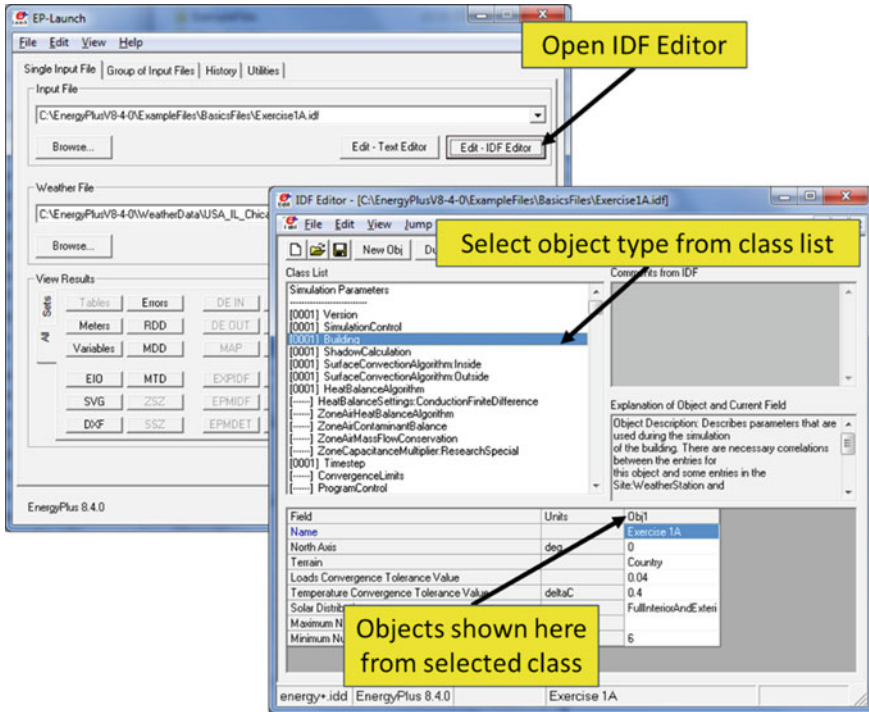 EP-Launch
File Edit View Help
Open IDF Editor
Single Input File Group of Input Files History Utilities
Input File
C:\EnergyPlusV8-4-0\ExampleFiles\BasicsFiles\Exercise1A.idf
Browse... Edit - Text Editor Edit - IDF Editor
Weather File
C:\EnergyPlusV8-4-0\WeatherData\USA_IL_Chica
Browse...
View Results
Sets
All
Tables Errors DE IN
Meters RDD DE OUT
Variables MDD MAP
EIO MTD EXPIDF
SVG ZSZ EPMIDF
DXF SSZ EPMDET
EnergyPlus 8.4.0
IDF Editor - [C:\EnergyPlusV8-4-0\ExampleFiles\BasicsFiles\Exercise1A.idf]
File Edit View Jump
New Obj Du
Select object type from class list
Class List
Simulation Parameters
-------------------------
[0001] Version
[0001] SimulationControl
[0001] Building
[0001] ShadowCalculation
[0001] SurfaceConvectionAlgorithm:Inside
[0001] SurfaceConvectionAlgorithm:Outside
[0001] HeatBalanceAlgorithm
[------] HeatBalanceSettings:ConductionFiniteDifference
[------] ZoneAirHeatBalanceAlgorithm
[------] ZoneAirContaminantBalance
[------] ZoneAirMassFlowConservation
[------] ZoneCapacitanceMultiplier:ResearchSpecial
[0001] Timestep
[------] ConvergenceLimits
[------] ProgramControl
Comments from IDF
Explanation of Object and Current Field
Object Description: Describes parameters that are
used during the simulation
of the building. There are necessary correlations
between the entries for
this object and some entries in the
Site:WeatherStation and
Field Units Obj1
Name Exercise 1A
North Axis deg 0
Terrain Country
Loads Convergence Tolerance Value 0.04
Temperature Convergence Tolerance Value deltaC 0.4
Solar Distrib FullInteriorAndExteri
Maximum N
Minimum Nu 6
Objects shown here
from selected class
energy+.idd EnergyPlus 8.4.0 Exercise 1A